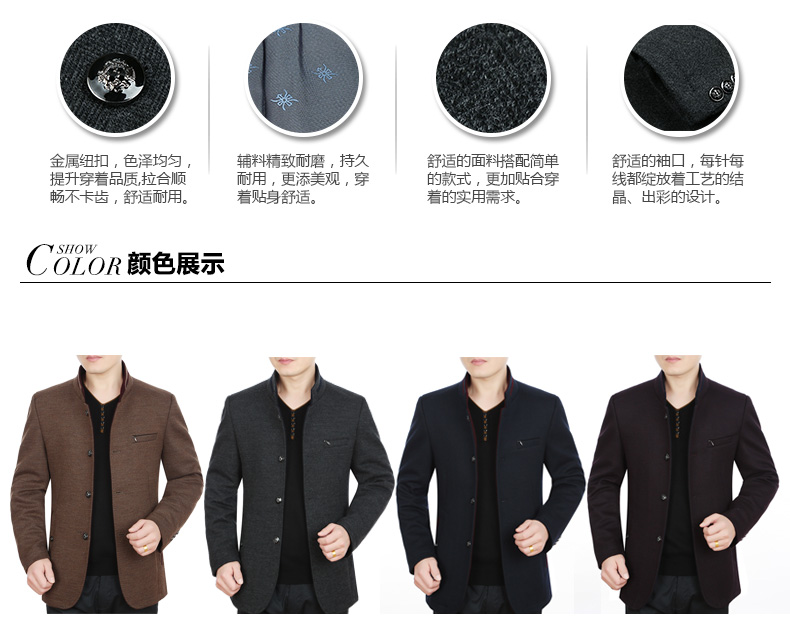 金属纽扣，色泽均匀，
提升穿着品质,拉合顺
畅不卡齿，舒适耐用。
辅料精致耐磨，持久
耐用，更添美观，穿
着贴身舒适。
舒适的面料搭配简单
的款式，更加贴合穿
着的实用需求。
舒适的袖口，每针每
线都绽放着工艺的结
晶、出彩的设计。
SHOW
COLOR 颜色展示